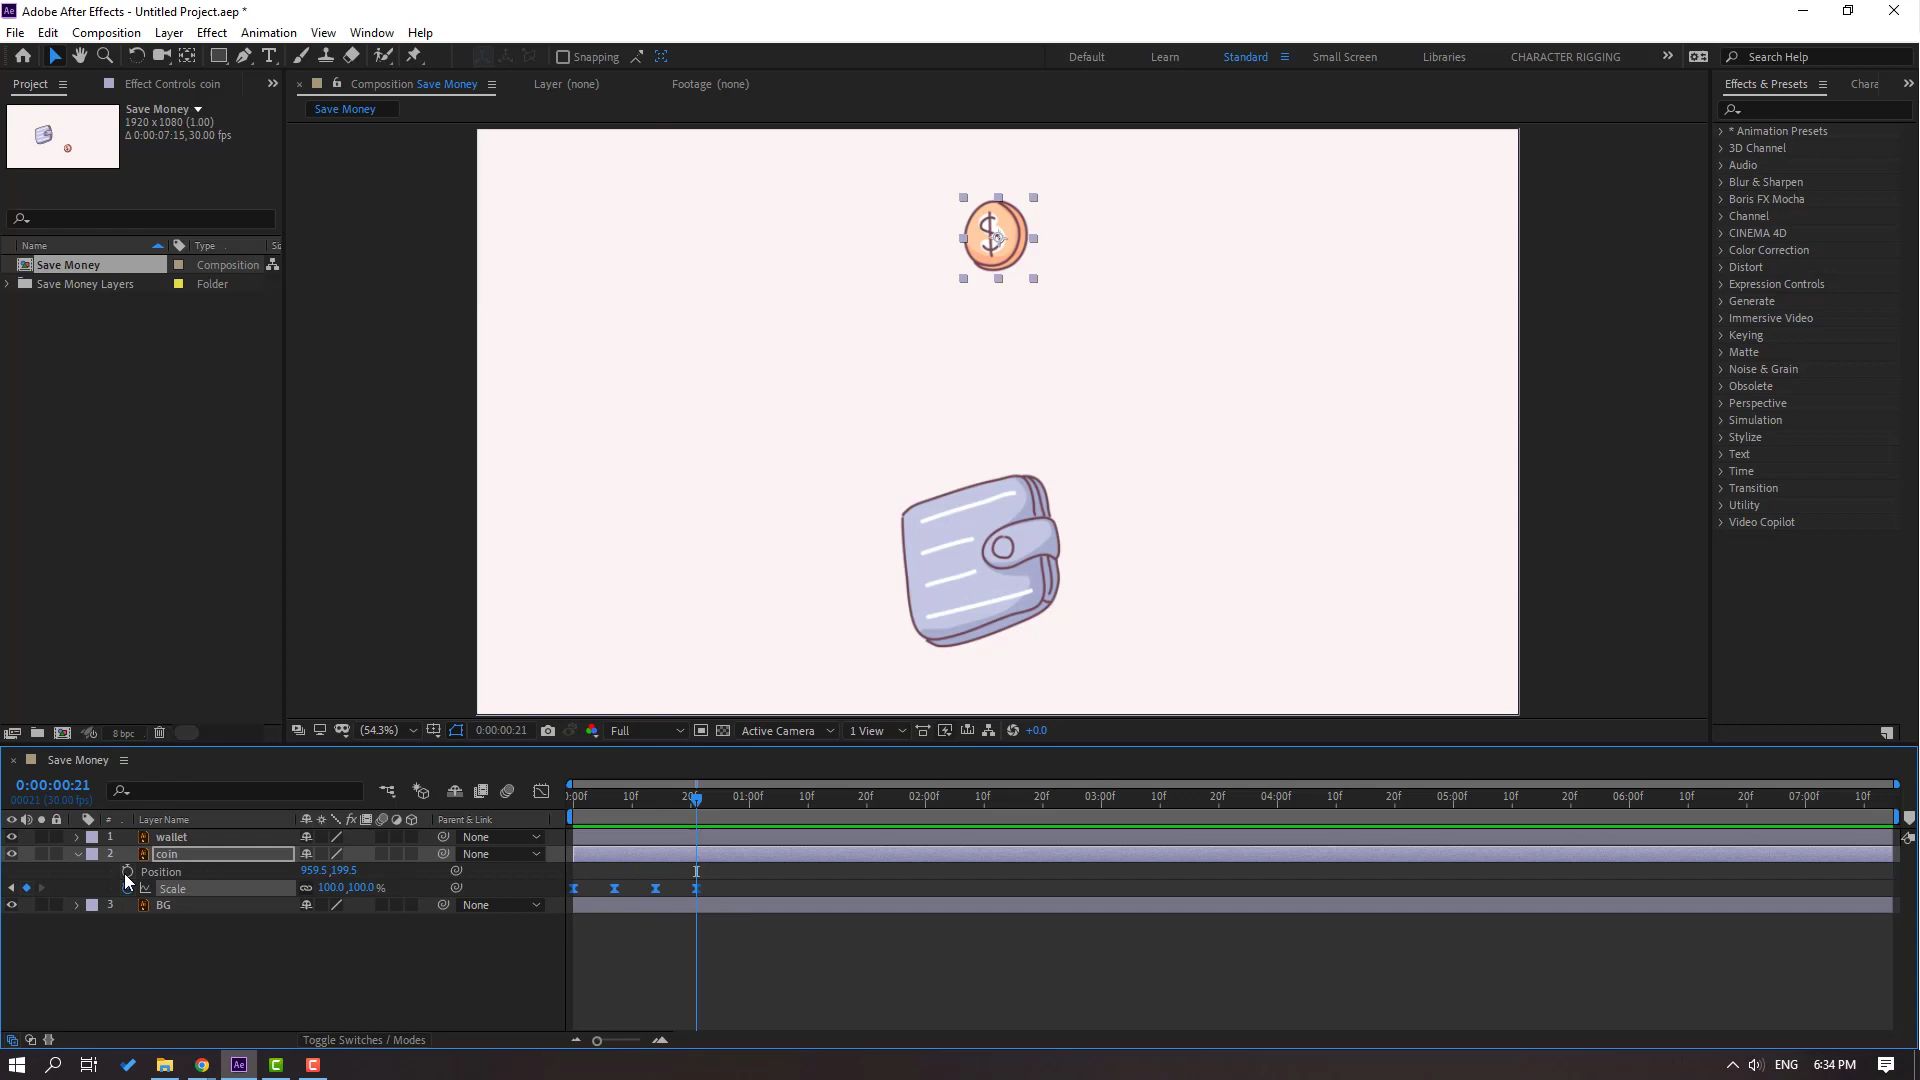 Adobe After Effects - Untitled Project.aep *
File Edit Composition Layer Effect Animation View Window Help
Snapping Default Learn Standard Small Screen Libraries CHARACTER RIGGING Search Help
Project Effect Controls coin Composition Save Money Layer (none) Footage (none) Effects & Presets Chara
Save Money
1920 x 1080 (1.00)
Δ 0:00:07:15, 30.00 fps
Save Money
Name Type Si
Save Money Composition
Save Money Layers Folder
$
* Animation Presets
3D Channel
Audio
Blur & Sharpen
Boris FX Mocha
Channel
CINEMA 4D
Color Correction
Distort
Expression Controls
Generate
Immersive Video
Keying
Matte
Noise & Grain
Obsolete
Perspective
Simulation
Stylize
Text
Time
Transition
Utility
Video Copilot
8 bpc (54.3%) 0:00:00:21 Full Active Camera 1 View +0.0
Save Money
0:00:00:21
00021 (30.00 fps)
0:00f 10f 20f 01:00f 10f 20f 02:00f 10f 20f 03:00f 10f 20f 04:00f 10f 20f 05:00f 10f 20f 06:00f 10f 20f 07:00f 10f
# Layer Name fx Parent & Link
1 wallet None
2 coin None
Position 959.5,199.5
Scale 100.0,100.0 %
3 BG None
Toggle Switches / Modes
Ae ENG 6:34 PM